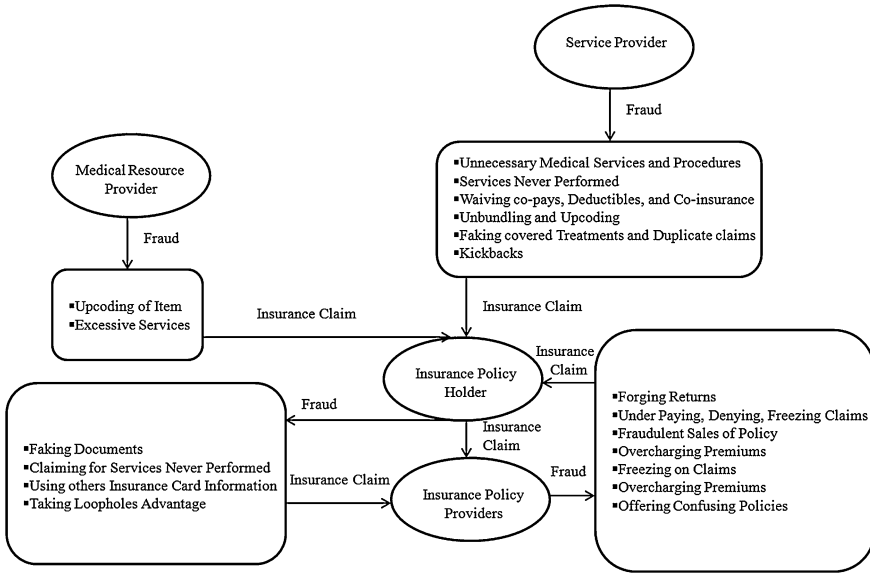 Service Provider
Fraud
▪Unnecessary Medical Services and Procedures
▪Services Never Performed
▪Waiving co-pays, Deductibles, and Co-insurance
▪Unbundling and Upcoding
▪Faking covered Treatments and Duplicate claims
▪Kickbacks
Medical Resource
Provider
Fraud
▪Upcoding of Item
▪Excessive Services
Insurance Claim
Insurance Claim
Insurance Policy
Holder
Insurance
Claim
▪Forging Returns
▪Under Paying, Denying, Freezing Claims
▪Fraudulent Sales of Policy
▪Overcharging Premiums
▪Freezing on Claims
▪Overcharging Premiums
▪Offering Confusing Policies
Fraud
Insurance
Claim
▪Faking Documents
▪Claiming for Services Never Performed
▪Using others Insurance Card Information
▪Taking Loopholes Advantage
Insurance Claim
Insurance Policy
Providers
Fraud